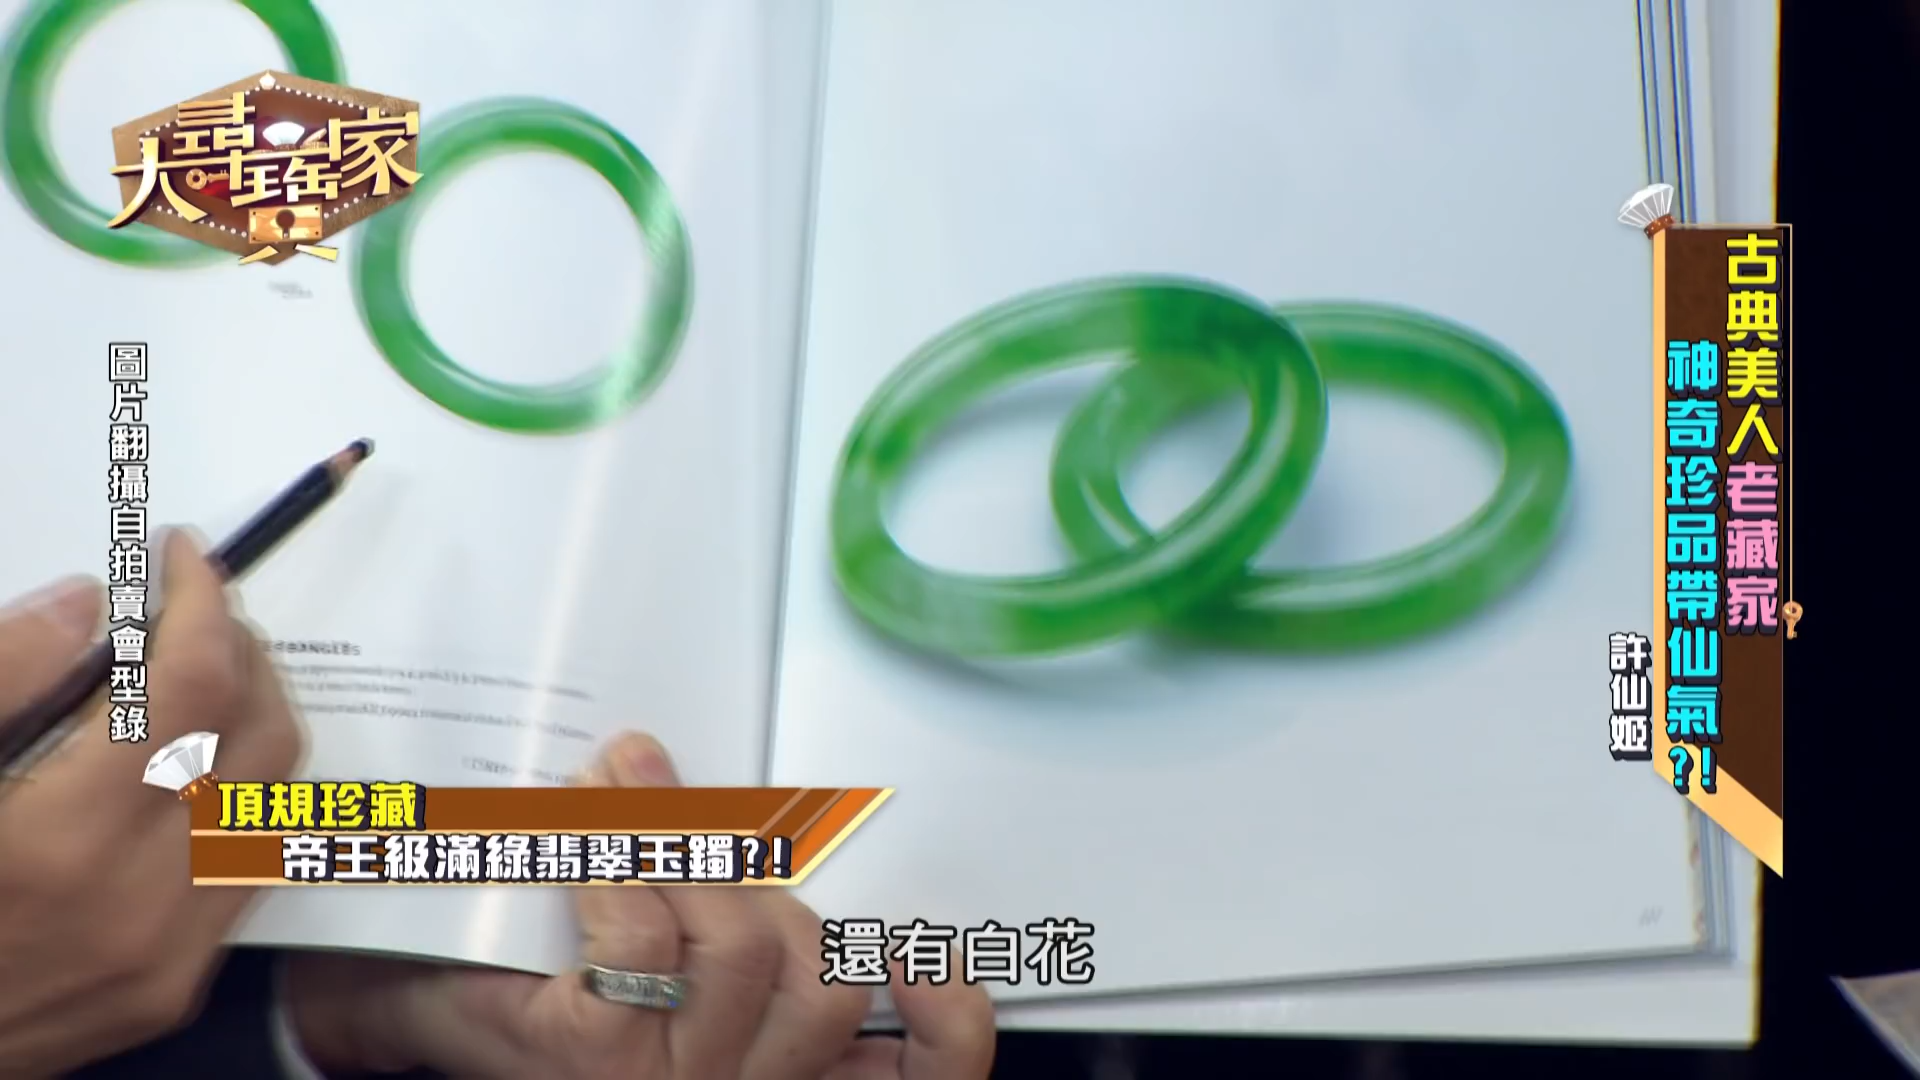 大尋寶家
圖片翻攝自拍賣會型錄
古典美人老藏家
神奇珍品帶仙氣?!
許仙姬
頂規珍藏
帝王級滿綠翡翠玉鐲?!
還有白花